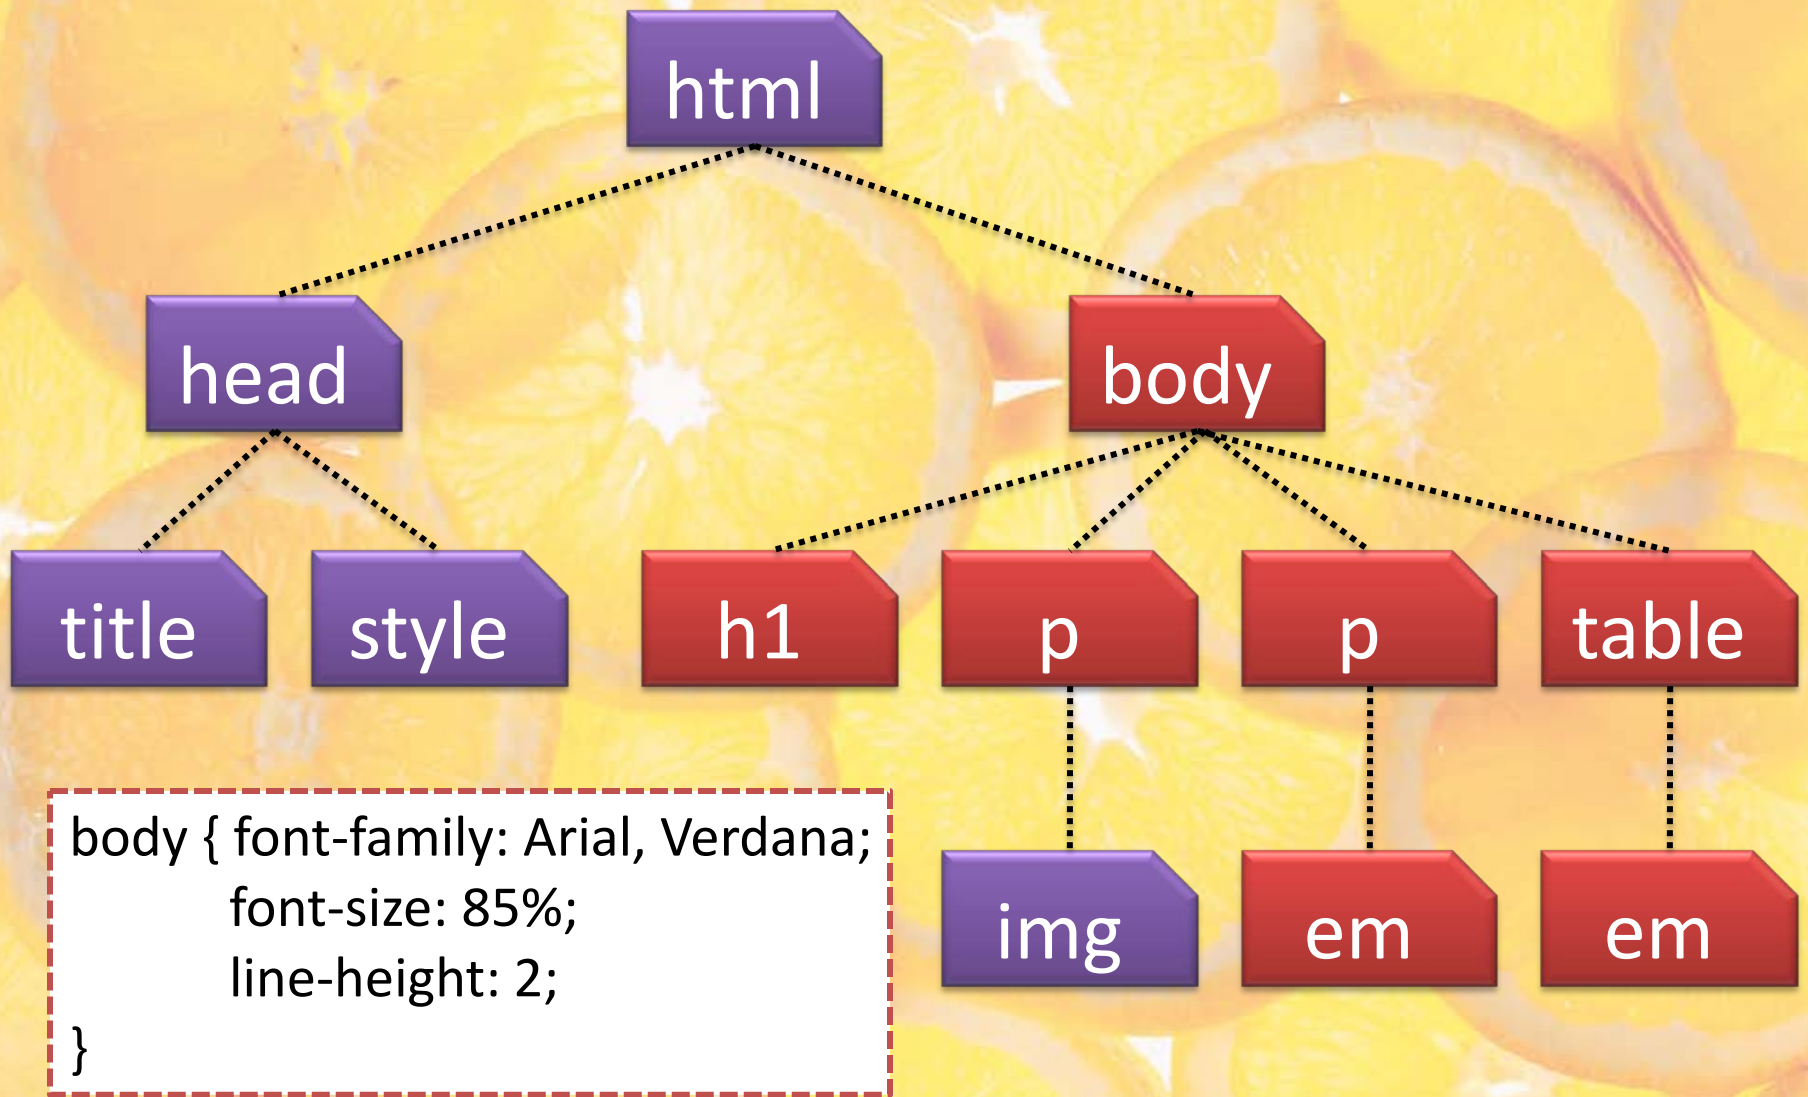 html
head
body
title
style
h1
p
p
table
img
em
em
body { font-family: Arial, Verdana;
font-size: 85%;
line-height: 2;
}